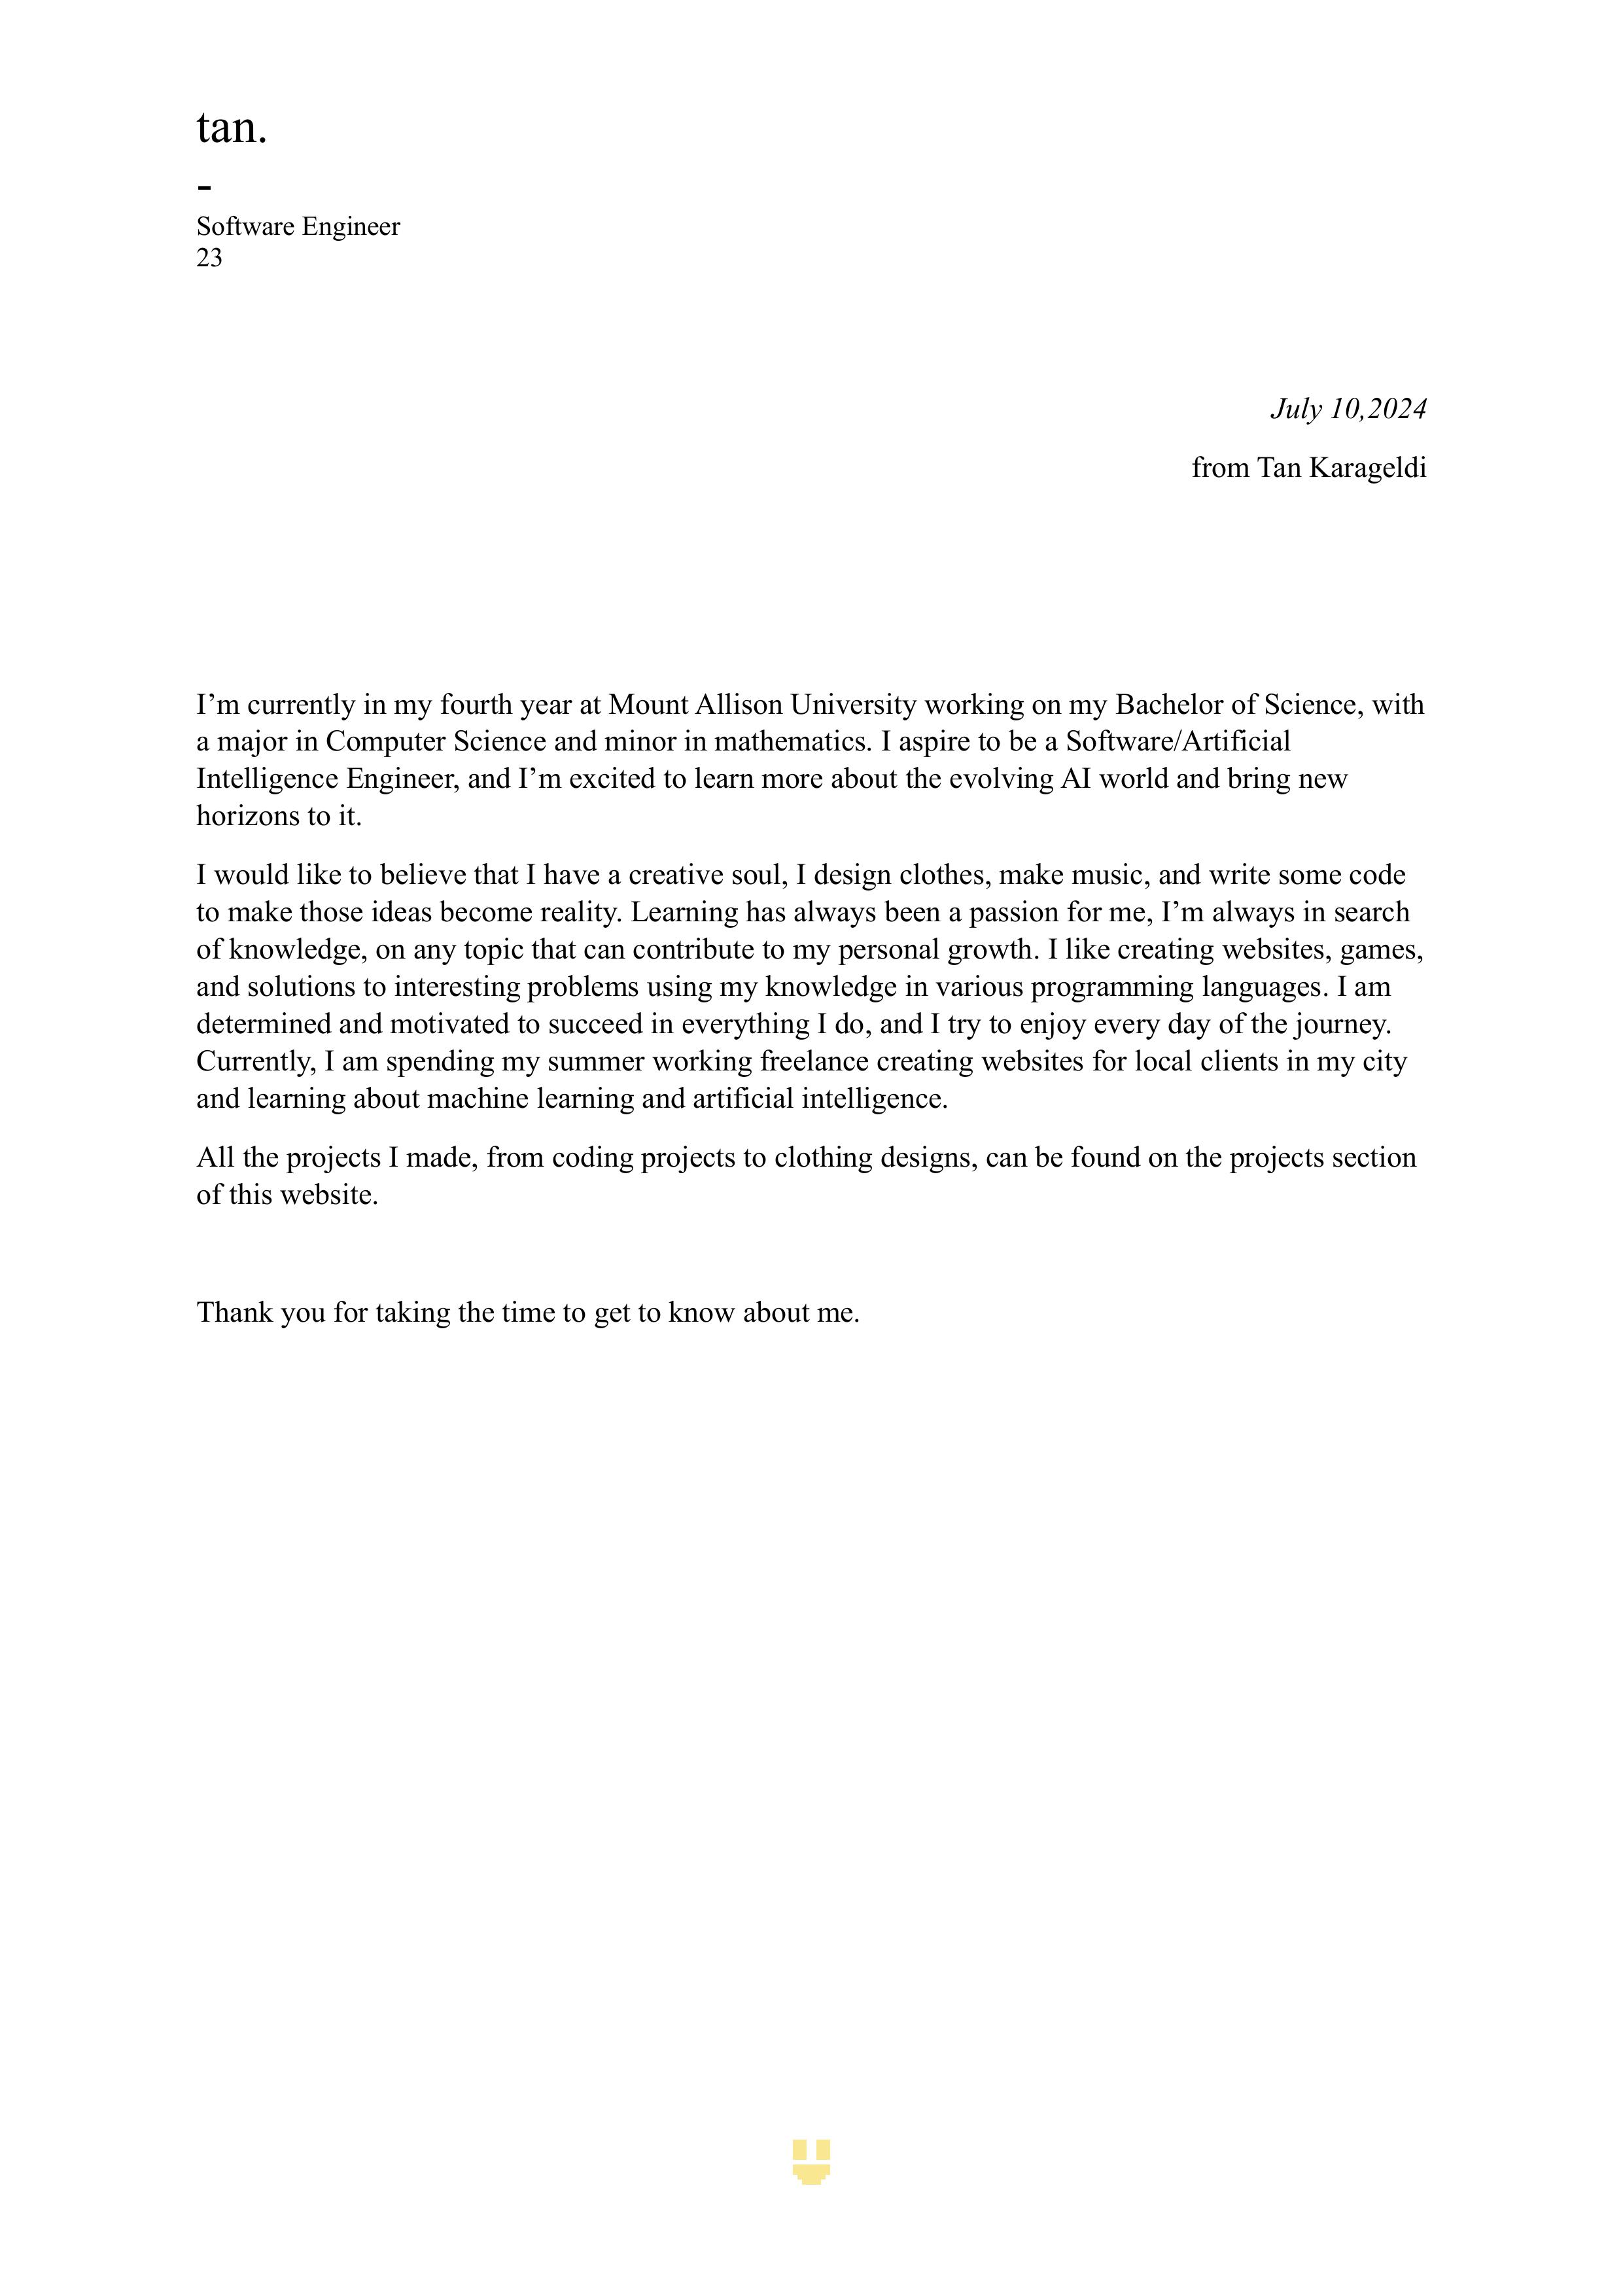 tan.
-
Software Engineer
23
July 10,2024
from Tan Karageldi
I’m currently in my fourth year at Mount Allison University working on my Bachelor of Science, with
a major in Computer Science and minor in mathematics. I aspire to be a Software/Artificial
Intelligence Engineer, and I’m excited to learn more about the evolving AI world and bring new
horizons to it.
I would like to believe that I have a creative soul, I design clothes, make music, and write some code
to make those ideas become reality. Learning has always been a passion for me, I’m always in search
of knowledge, on any topic that can contribute to my personal growth. I like creating websites, games,
and solutions to interesting problems using my knowledge in various programming languages. I am
determined and motivated to succeed in everything I do, and I try to enjoy every day of the journey.
Currently, I am spending my summer working freelance creating websites for local clients in my city
and learning about machine learning and artificial intelligence.
All the projects I made, from coding projects to clothing designs, can be found on the projects section
of this website.
Thank you for taking the time to get to know about me.